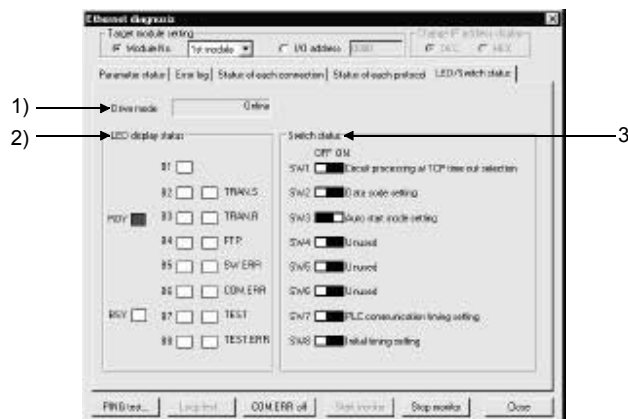 Ethernet diagnosis
Target module setting
Module No. 1st module
I/O address 0000
Change IP address display
DEC HEX
Parameter status Error log Status of each connection Status of each protocol LED/Switch status
1)
Drive mode Online
2)
LED display status
B1
B2 TRAN.S
RDY B3 TRAN.R
B4 FTP
B5 SW.ERR
B6 COM.ERR
BSY B7 TEST
B8 TEST.ERR
3
Switch status
OFF ON
SW1 Circuit processing at TCP time out selection
SW2 Data code setting
SW3 Auto start mode setting
SW4 Unused
SW5 Unused
SW6 Unused
SW7 PLC communication timing setting
SW8 Initial timing setting
PING test... Loop test... COM.ERR off Start monitor Stop monitor Close